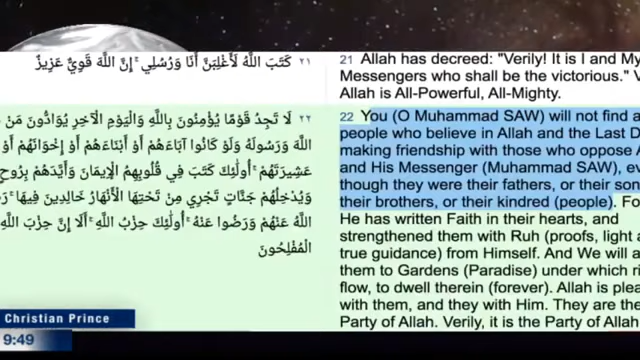 ٢١ كَتَبَ اللَّهُ لَأَغْلِبَنَّ أَنَا وَرُسُلِي ۚ إِنَّ اللَّهَ قَوِيٌّ عَزِيزٌ
٢٢ لَا تَجِدُ قَوْمًا يُؤْمِنُونَ بِاللَّهِ وَالْيَوْمِ الْآخِرِ يُوَادُّونَ مَنْ
اللَّهَ وَرَسُولَهُ وَلَوْ كَانُوا آبَاءَهُمْ أَوْ أَبْنَاءَهُمْ أَوْ إِخْوَانَهُمْ أَوْ
عَشِيرَتَهُمْ ۚ أُولَٰئِكَ كَتَبَ فِي قُلُوبِهِمُ الْإِيمَانَ وَأَيَّدَهُمْ بِرُوحٍ
وَيُدْخِلُهُمْ جَنَّاتٍ تَجْرِي مِنْ تَحْتِهَا الْأَنْهَارُ خَالِدِينَ فِيهَا ۚ
اللَّهُ عَنْهُمْ وَرَضُوا عَنْهُ ۚ أُولَٰئِكَ حِزْبُ اللَّهِ ۚ أَلَا إِنَّ حِزْبَ اللَّهِ
الْمُفْلِحُونَ
21 Allah has decreed: "Verily! It is I and My
Messengers who shall be the victorious."
Allah is All-Powerful, All-Mighty.
22 You (O Muhammad SAW) will not find a
people who believe in Allah and the Last D
making friendship with those who oppose A
and His Messenger (Muhammad SAW), ev
though they were their fathers, or their son
their brothers, or their kindred (people). Fo
He has written Faith in their hearts, and
strengthened them with Ruh (proofs, light a
true guidance) from Himself. And We will a
them to Gardens (Paradise) under which ri
flow, to dwell therein (forever). Allah is plea
with them, and they with Him. They are the
Party of Allah. Verily, it is the Party of Allah
Christian Prince
9:49